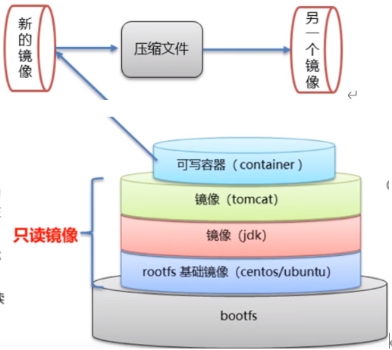 新的镜像
压缩文件
另一个镜像
可写容器（container）
镜像（tomcat）
镜像（jdk）
只读镜像
rootfs 基础镜像（centos/ubuntu）
bootfs